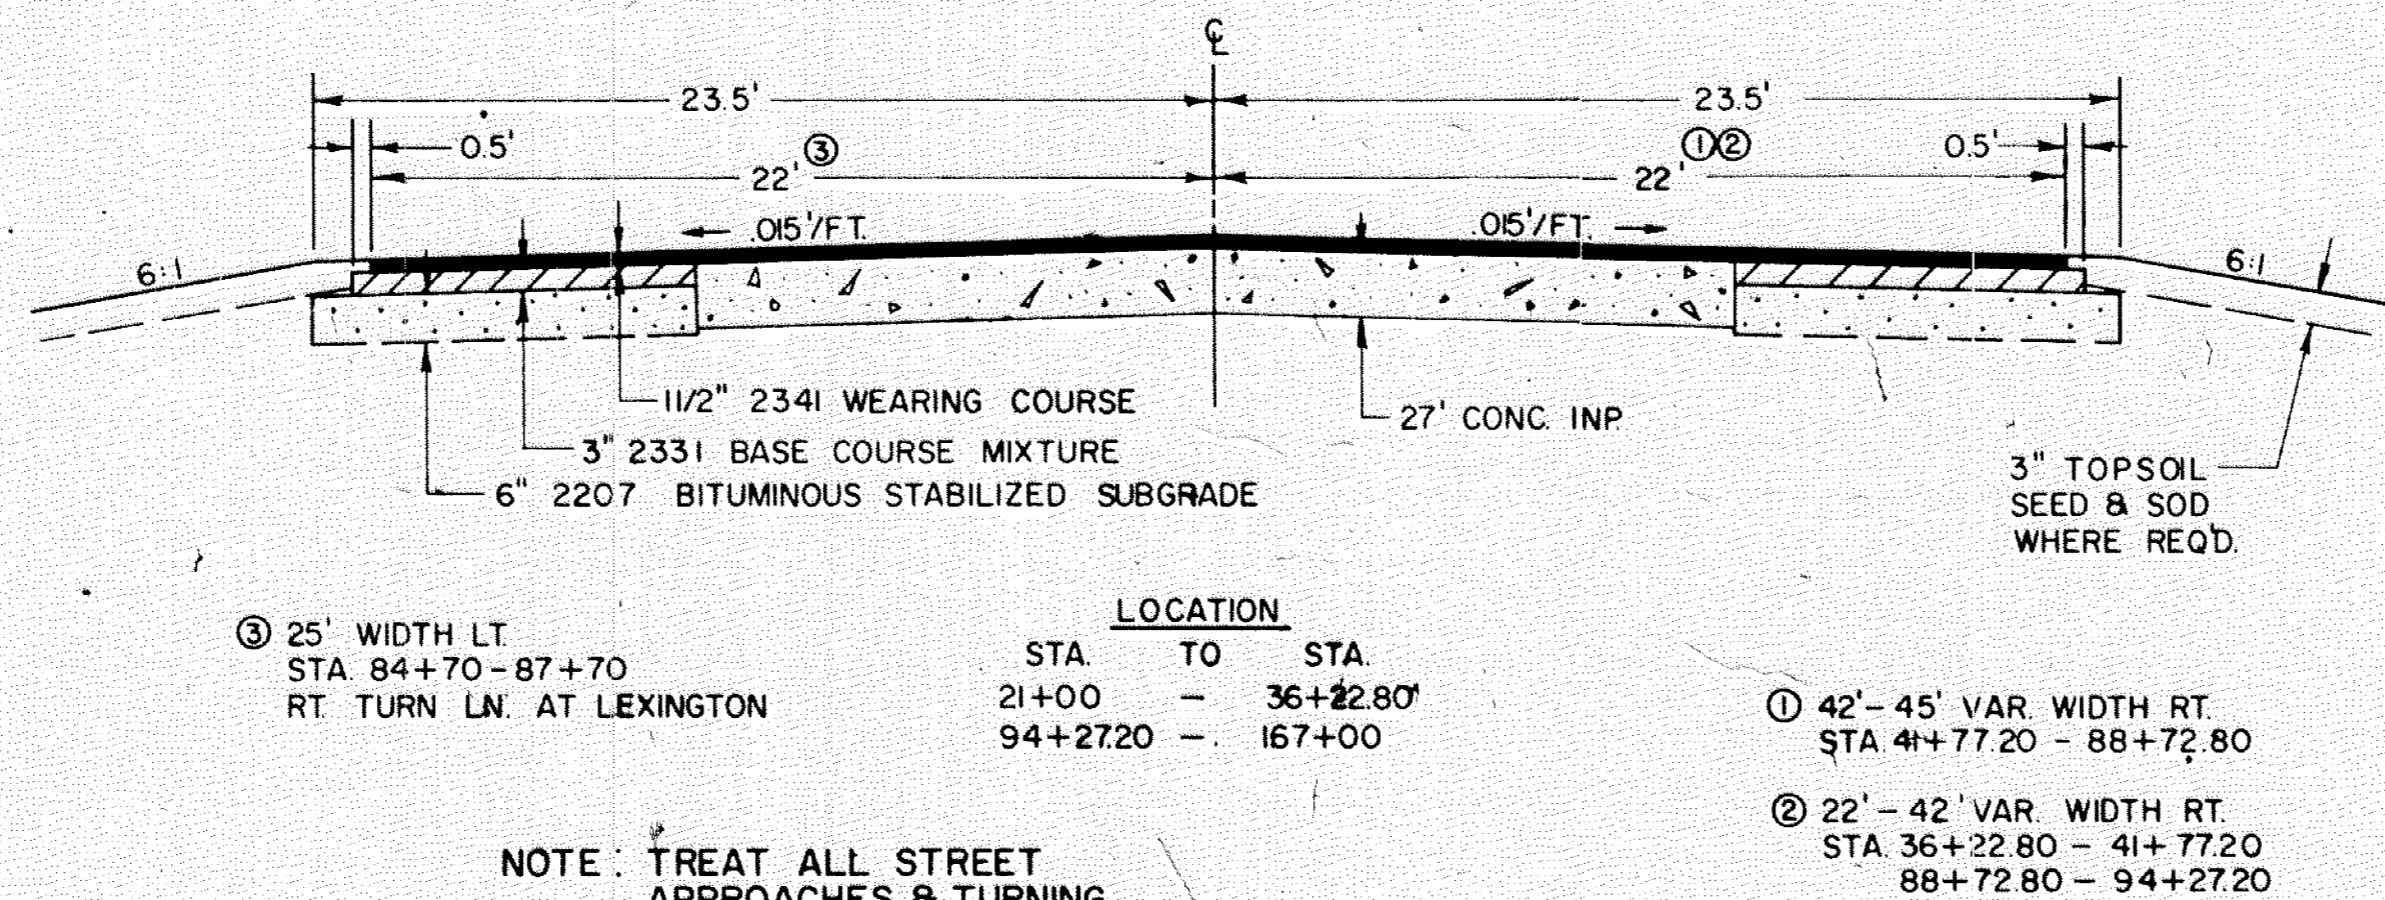 ℄
23.5'
23.5'
0.5'
③
①②
0.5'
22'
22'
.015'/FT.
.015'/FT.
6:1
6:1
1 1/2" 2341 WEARING COURSE
27' CONC. INP.
3" 2331 BASE COURSE MIXTURE
6" 2207 BITUMINOUS STABILIZED SUBGRADE
3" TOPSOIL
SEED & SOD
WHERE REQ'D.
③ 25' WIDTH LT.
STA. 84+70-87+70
RT. TURN LN. AT LEXINGTON
LOCATION
STA. TO STA.
21+00 - 36+22.80
94+27.20 - 167+00
① 42'-45' VAR. WIDTH RT.
STA. 41+77.20 - 88+72.80
② 22'-42' VAR. WIDTH RT.
STA. 36+22.80 - 41+77.20
88+72.80 - 94+27.20
NOTE: TREAT ALL STREET
APPROACHES & TURNING